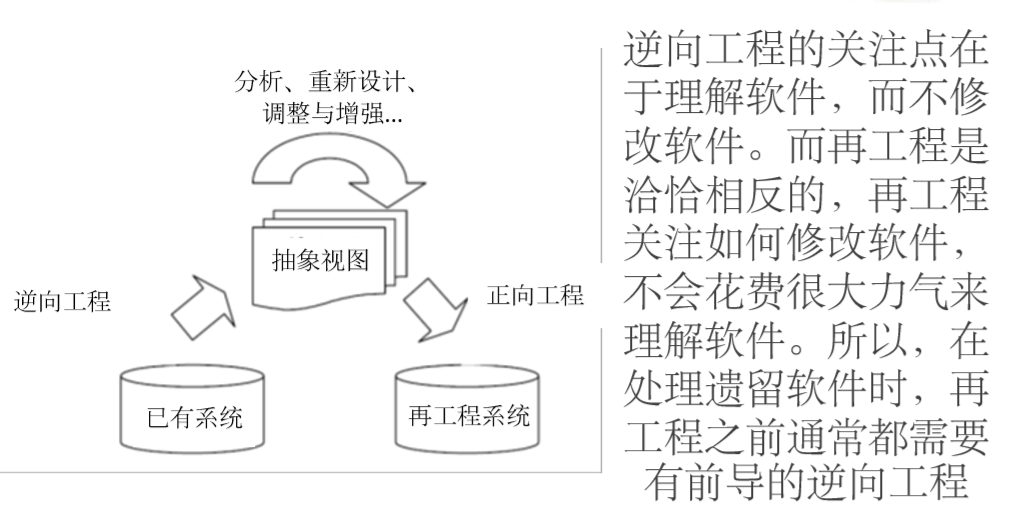 分析、重新设计、
调整与增强...
抽象视图
逆向工程
正向工程
已有系统
再工程系统
逆向工程的关注点在
于理解软件，而不修
改软件。而再工程是
洽恰相反的，再工程
关注如何修改软件，
不会花费很大力气来
理解软件。所以，在
处理遗留软件时，再
工程之前通常都需要
有前导的逆向工程